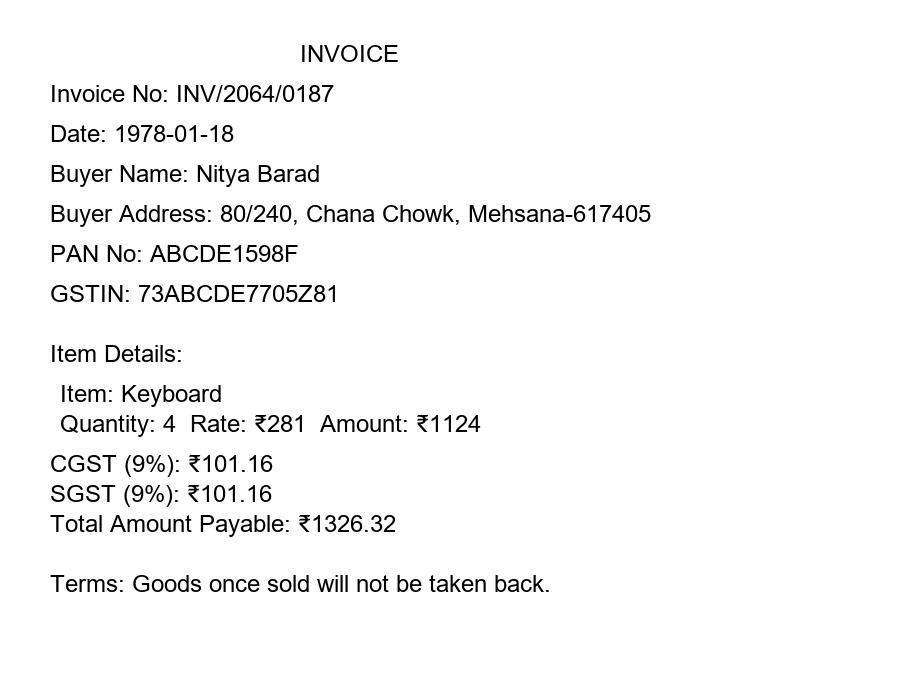 INVOICE
Invoice No: INV/2064/0187
Date: 1978-01-18
Buyer Name: Nitya Barad
Buyer Address: 80/240, Chana Chowk, Mehsana-617405
PAN No: ABCDE1598F
GSTIN: 73ABCDE7705Z81
Item Details:
Item: Keyboard
Quantity: 4  Rate: ₹281  Amount: ₹1124
CGST (9%): ₹101.16
SGST (9%): ₹101.16
Total Amount Payable: ₹1326.32
Terms: Goods once sold will not be taken back.